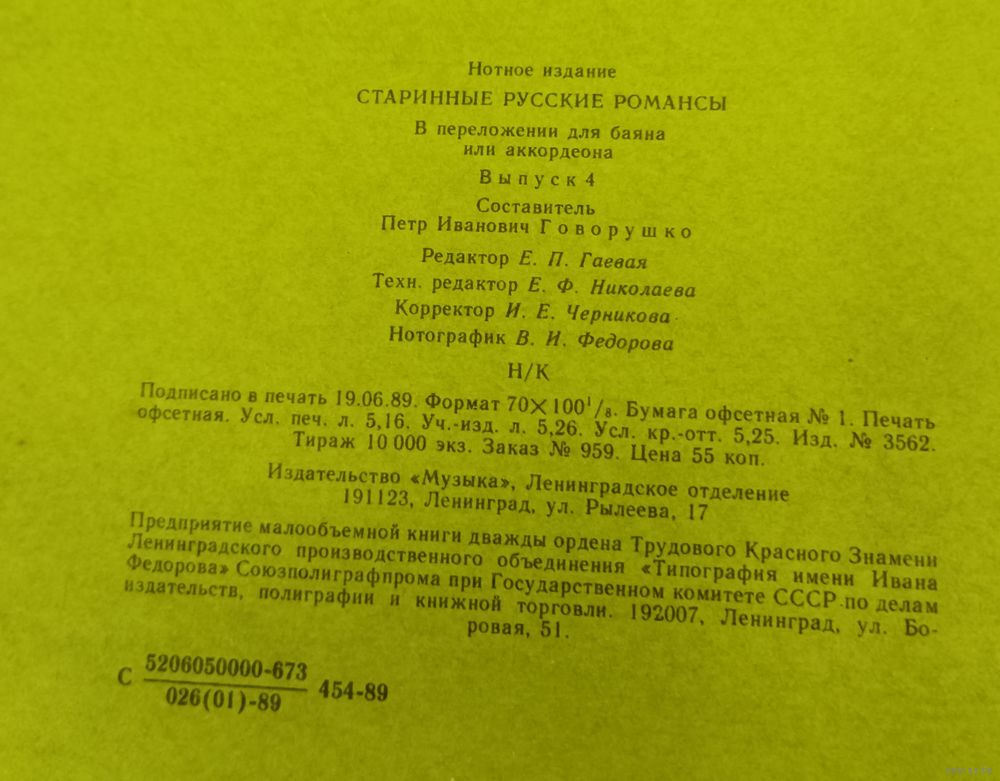 Нотное издание
СТАРИННЫЕ РУССКИЕ РОМАНСЫ
В переложении для баяна
или аккордеона
Выпуск 4
Составитель
Петр Иванович Говорушко
Редактор Е. П. Гаевая
Техн. редактор Е. Ф. Николаева
Корректор И. Е. Черникова
Нотографик В. И. Федорова
Н/К
Подписано в печать 19.06.89. Формат 70×100¹/₈. Бумага офсетная № 1. Печать
офсетная. Усл. печ. л. 5,16. Уч.-изд. л. 5,26. Усл. кр.-отт. 5,25. Изд. № 3562.
Тираж 10 000 экз. Заказ № 959. Цена 55 коп.
Издательство «Музыка», Ленинградское отделение
191123, Ленинград, ул. Рылеева, 17
Предприятие малообъемной книги дважды ордена Трудового Красного Знамени
Ленинградского производственного объединения «Типография имени Ивана
Федорова» Союзполиграфпрома при Государственном комитете СССР по делам
издательств, полиграфии и книжной торговли. 192007, Ленинград, ул. Бо-
ровая, 51.
С 5206050000-673
026(01)-89 454-89